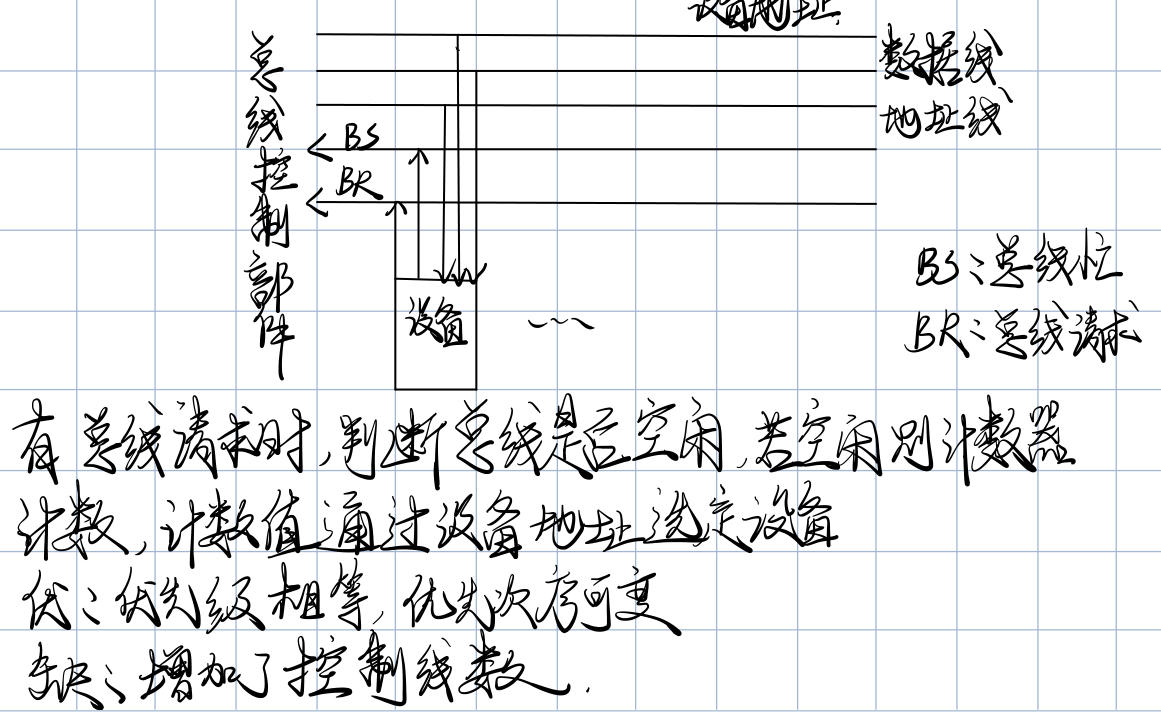 设备地址
数据线
地址线
总线控制部件
BS
BR
设备
BS:总线忙
BR:总线请求
有总线请求时,判断总线是否空闲,若空闲则计数器
计数,计数值通过设备地址选定设备
优:优先级相等,优先次序可变
缺:增加了控制线数.